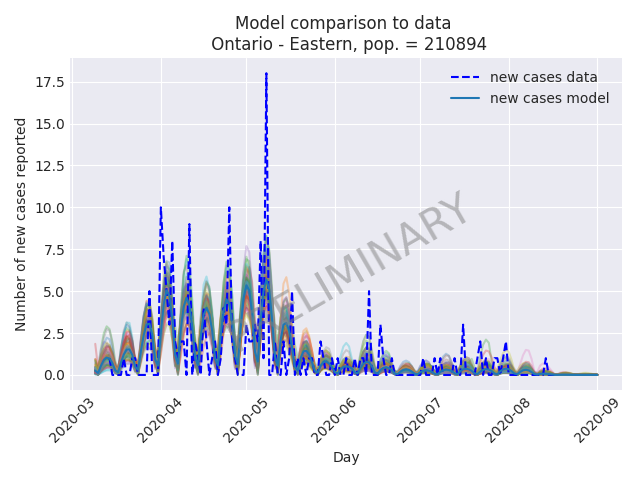 Model comparison to data
Ontario - Eastern, pop. = 210894
new cases data
new cases model
17.5
15.0
12.5
10.0
7.5
5.0
2.5
0.0
Number of new cases reported
2020-03
2020-04
2020-05
2020-06
2020-07
2020-08
2020-09
Day